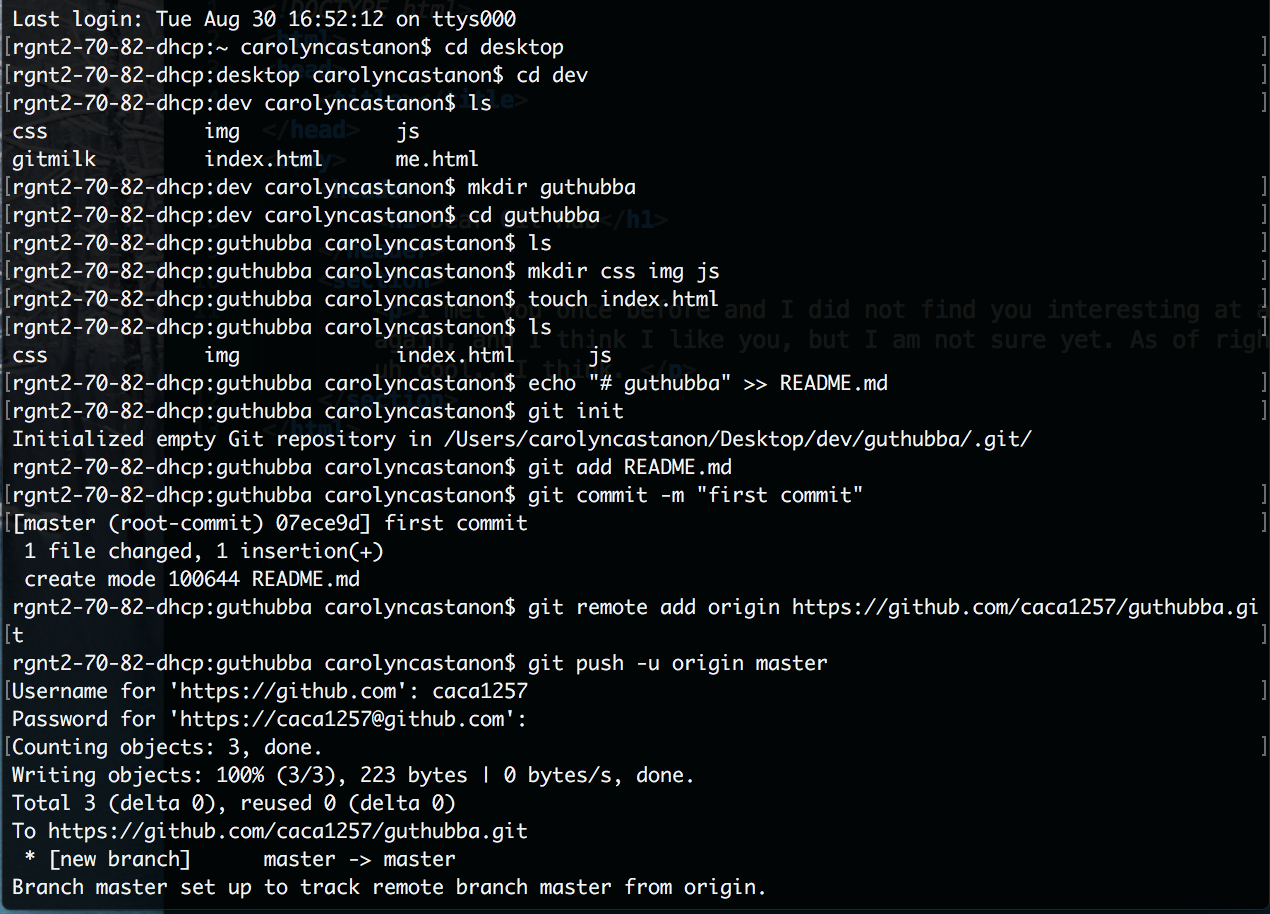 Last login: Tue Aug 30 16:52:12 on ttys000
[rgnt2-70-82-dhcp:~ carolyncastanon$ cd desktop ]
[rgnt2-70-82-dhcp:desktop carolyncastanon$ cd dev ]
[rgnt2-70-82-dhcp:dev carolyncastanon$ ls ]
css img js
gitmilk index.html me.html
[rgnt2-70-82-dhcp:dev carolyncastanon$ mkdir guthubba ]
[rgnt2-70-82-dhcp:dev carolyncastanon$ cd guthubba ]
[rgnt2-70-82-dhcp:guthubba carolyncastanon$ ls ]
[rgnt2-70-82-dhcp:guthubba carolyncastanon$ mkdir css img js ]
[rgnt2-70-82-dhcp:guthubba carolyncastanon$ touch index.html ]
[rgnt2-70-82-dhcp:guthubba carolyncastanon$ ls ]
css img index.html js
[rgnt2-70-82-dhcp:guthubba carolyncastanon$ echo "# guthubba" >> README.md ]
[rgnt2-70-82-dhcp:guthubba carolyncastanon$ git init ]
Initialized empty Git repository in /Users/carolyncastanon/Desktop/dev/guthubba/.git/
rgnt2-70-82-dhcp:guthubba carolyncastanon$ git add README.md
[rgnt2-70-82-dhcp:guthubba carolyncastanon$ git commit -m "first commit" ]
[[master (root-commit) 07ece9d] first commit ]
1 file changed, 1 insertion(+)
create mode 100644 README.md
rgnt2-70-82-dhcp:guthubba carolyncastanon$ git remote add origin https://github.com/caca1257/guthubba.gi
[t ]
rgnt2-70-82-dhcp:guthubba carolyncastanon$ git push -u origin master
[Username for 'https://github.com': caca1257 ]
Password for 'https://caca1257@github.com':
[Counting objects: 3, done. ]
Writing objects: 100% (3/3), 223 bytes | 0 bytes/s, done.
Total 3 (delta 0), reused 0 (delta 0)
To https://github.com/caca1257/guthubba.git
* [new branch] master -> master
Branch master set up to track remote branch master from origin.